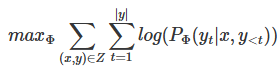 max_Φ ∑_{(x,y)∈Z} ∑_{t=1}^{|y|} log(P_Φ(y_t|x, y_{<t}))